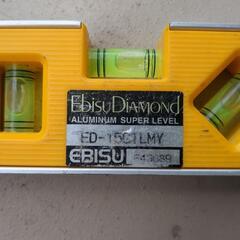 EBISU DIAMOND
ALUMINUM SUPER LEVEL
ED-15CTLMY
EBISU